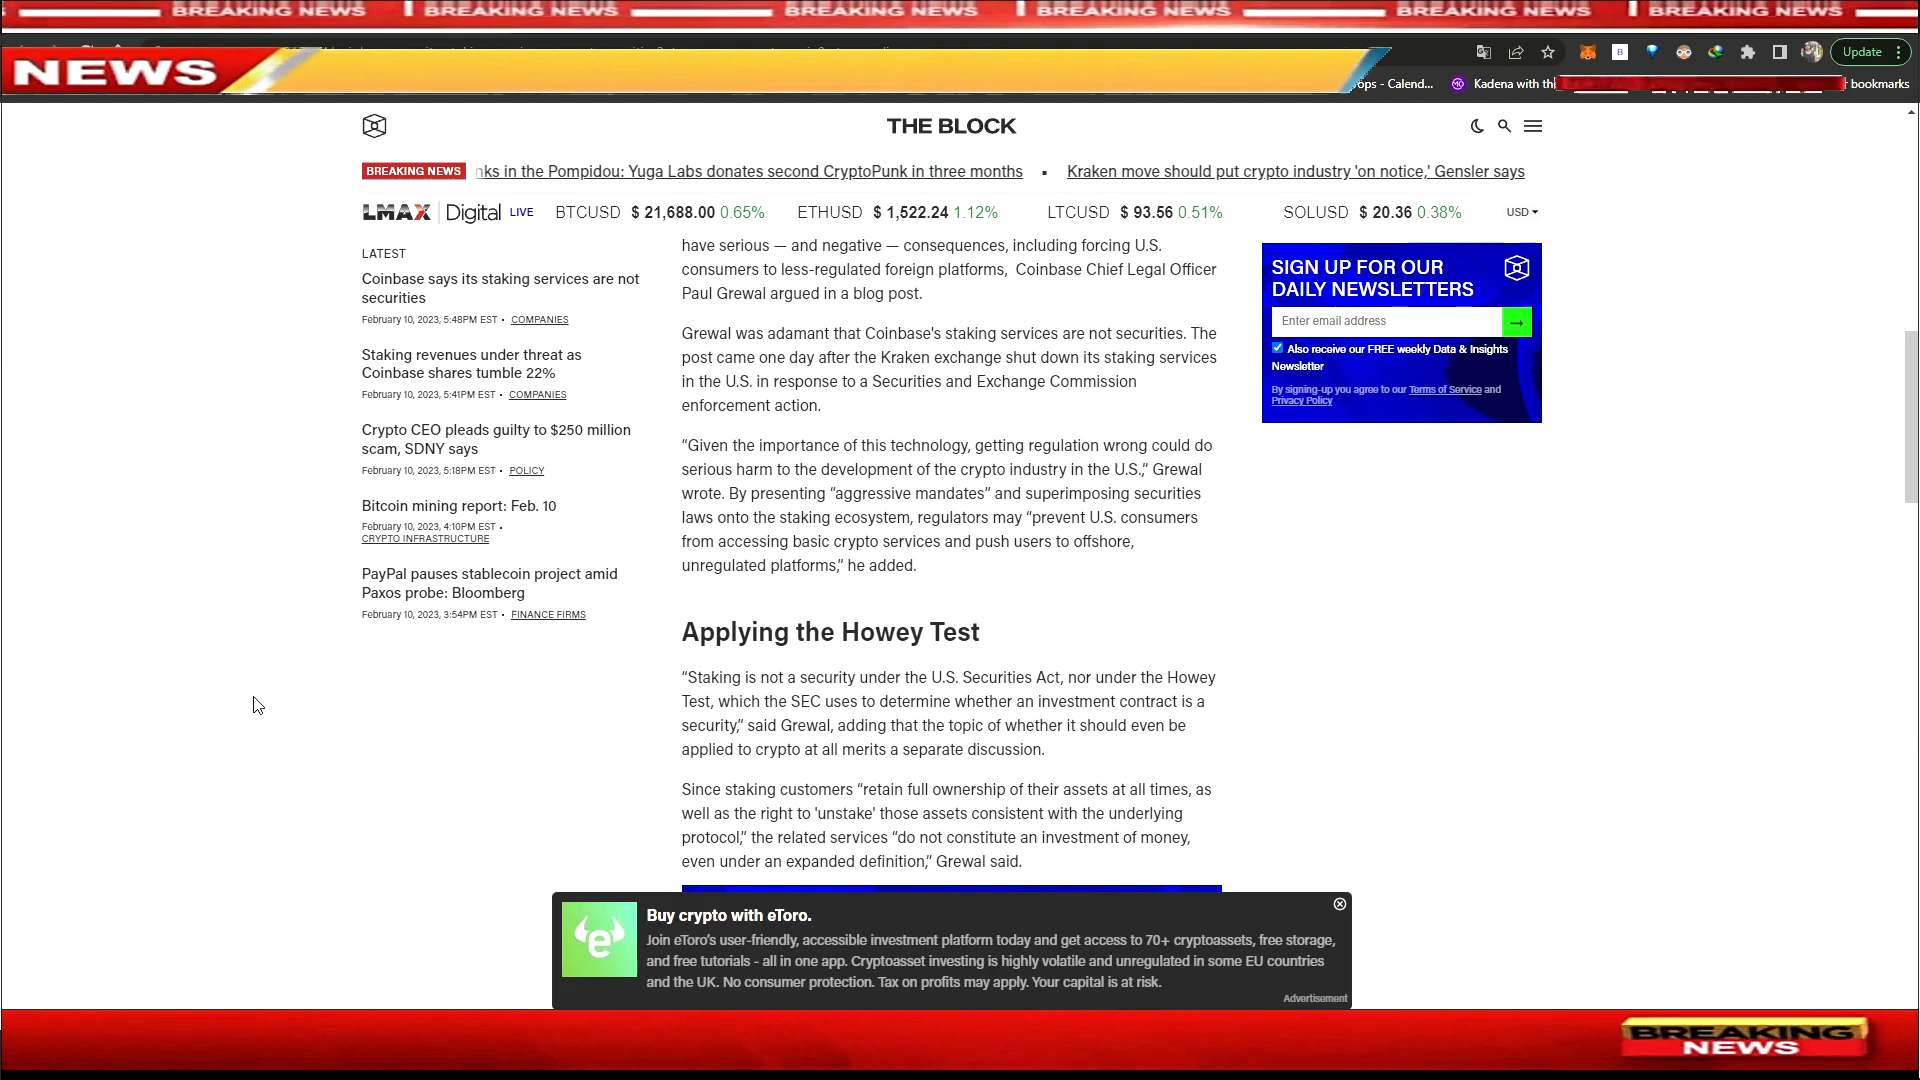 BREAKING NEWS BREAKING NEWS BREAKING NEWS BREAKING NEWS BREAKING NEWS BREAKING NEWS
NEWS
Update
ops - Calend...
Kadena with th
bookmarks
THE BLOCK
BREAKING NEWS
nks in the Pompidou: Yuga Labs donates second CryptoPunk in three months ▪ Kraken move should put crypto industry 'on notice,' Gensler says
LMAX Digital LIVE BTCUSD $ 21,688.00 0.65% ETHUSD $ 1,522.24 1.12% LTCUSD $ 93.56 0.51% SOLUSD $ 20.36 0.38% USD
LATEST
Coinbase says its staking services are not
securities
February 10, 2023, 5:48PM EST • COMPANIES
Staking revenues under threat as
Coinbase shares tumble 22%
February 10, 2023, 5:41PM EST • COMPANIES
Crypto CEO pleads guilty to $250 million
scam, SDNY says
February 10, 2023, 5:18PM EST • POLICY
Bitcoin mining report: Feb. 10
February 10, 2023, 4:10PM EST •
CRYPTO INFRASTRUCTURE
PayPal pauses stablecoin project amid
Paxos probe: Bloomberg
February 10, 2023, 3:54PM EST • FINANCE FIRMS
have serious — and negative — consequences, including forcing U.S.
consumers to less-regulated foreign platforms, Coinbase Chief Legal Officer
Paul Grewal argued in a blog post.
Grewal was adamant that Coinbase's staking services are not securities. The
post came one day after the Kraken exchange shut down its staking services
in the U.S. in response to a Securities and Exchange Commission
enforcement action.
“Given the importance of this technology, getting regulation wrong could do
serious harm to the development of the crypto industry in the U.S.,” Grewal
wrote. By presenting “aggressive mandates” and superimposing securities
laws onto the staking ecosystem, regulators may “prevent U.S. consumers
from accessing basic crypto services and push users to offshore,
unregulated platforms,” he added.
Applying the Howey Test
“Staking is not a security under the U.S. Securities Act, nor under the Howey
Test, which the SEC uses to determine whether an investment contract is a
security,” said Grewal, adding that the topic of whether it should even be
applied to crypto at all merits a separate discussion.
Since staking customers “retain full ownership of their assets at all times, as
well as the right to 'unstake' those assets consistent with the underlying
protocol,” the related services “do not constitute an investment of money,
even under an expanded definition,” Grewal said.
SIGN UP FOR OUR
DAILY NEWSLETTERS
Enter email address
→
Also receive our FREE weekly Data & Insights
Newsletter
By signing-up you agree to our Terms of Service and
Privacy Policy
Buy crypto with eToro.
Join eToro's user-friendly, accessible investment platform today and get access to 70+ cryptoassets, free storage,
and free tutorials - all in one app. Cryptoasset investing is highly volatile and unregulated in some EU countries
and the UK. No consumer protection. Tax on profits may apply. Your capital is at risk.
Advertisement
BREAKING
NEWS